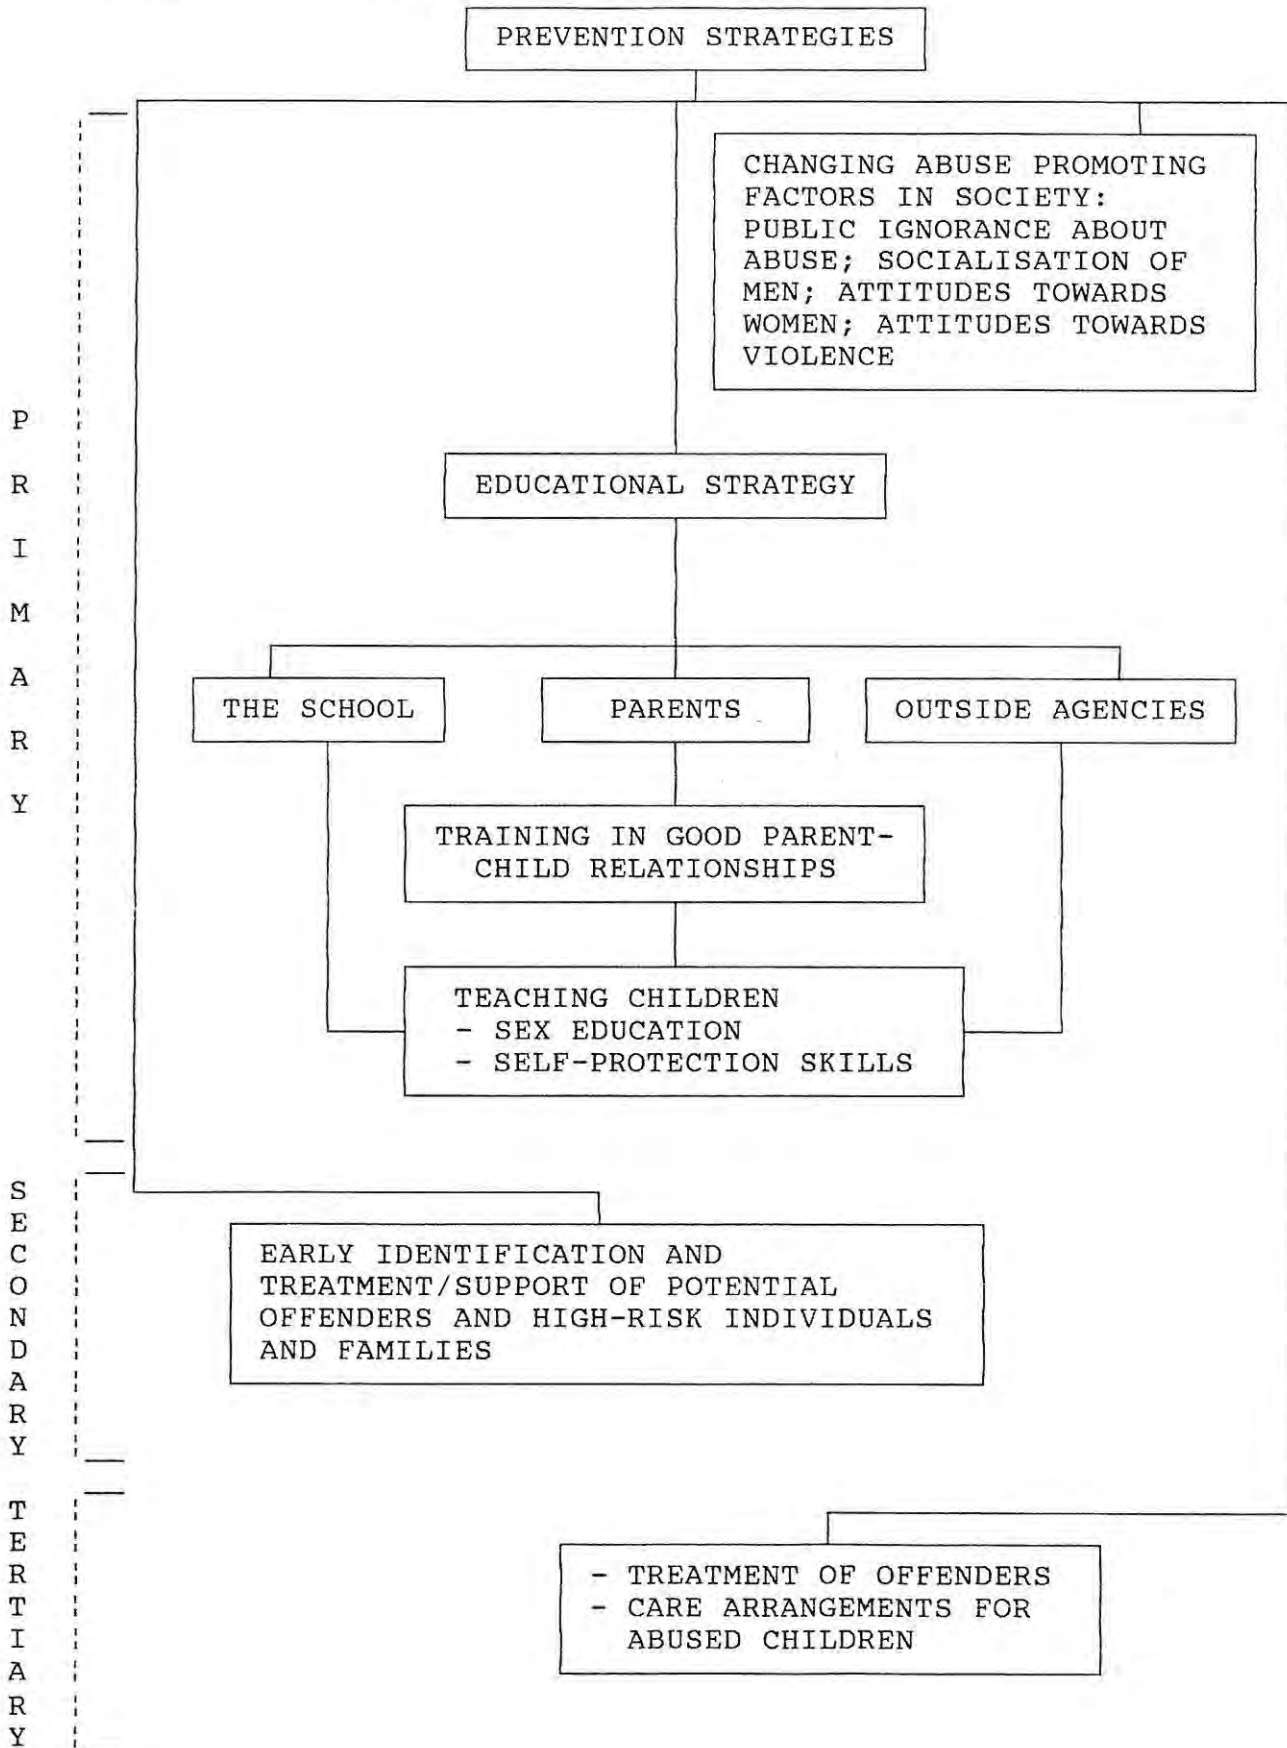 PREVENTION STRATEGIES
CHANGING ABUSE PROMOTING
FACTORS IN SOCIETY:
PUBLIC IGNORANCE ABOUT
ABUSE; SOCIALISATION OF
MEN; ATTITUDES TOWARDS
WOMEN; ATTITUDES TOWARDS
VIOLENCE
PRIMARY
EDUCATIONAL STRATEGY
THE SCHOOL
PARENTS
OUTSIDE AGENCIES
TRAINING IN GOOD PARENT-
CHILD RELATIONSHIPS
TEACHING CHILDREN
- SEX EDUCATION
- SELF-PROTECTION SKILLS
SECONDARY
EARLY IDENTIFICATION AND
TREATMENT/SUPPORT OF POTENTIAL
OFFENDERS AND HIGH-RISK INDIVIDUALS
AND FAMILIES
TERTIARY
- TREATMENT OF OFFENDERS
- CARE ARRANGEMENTS FOR
ABUSED CHILDREN